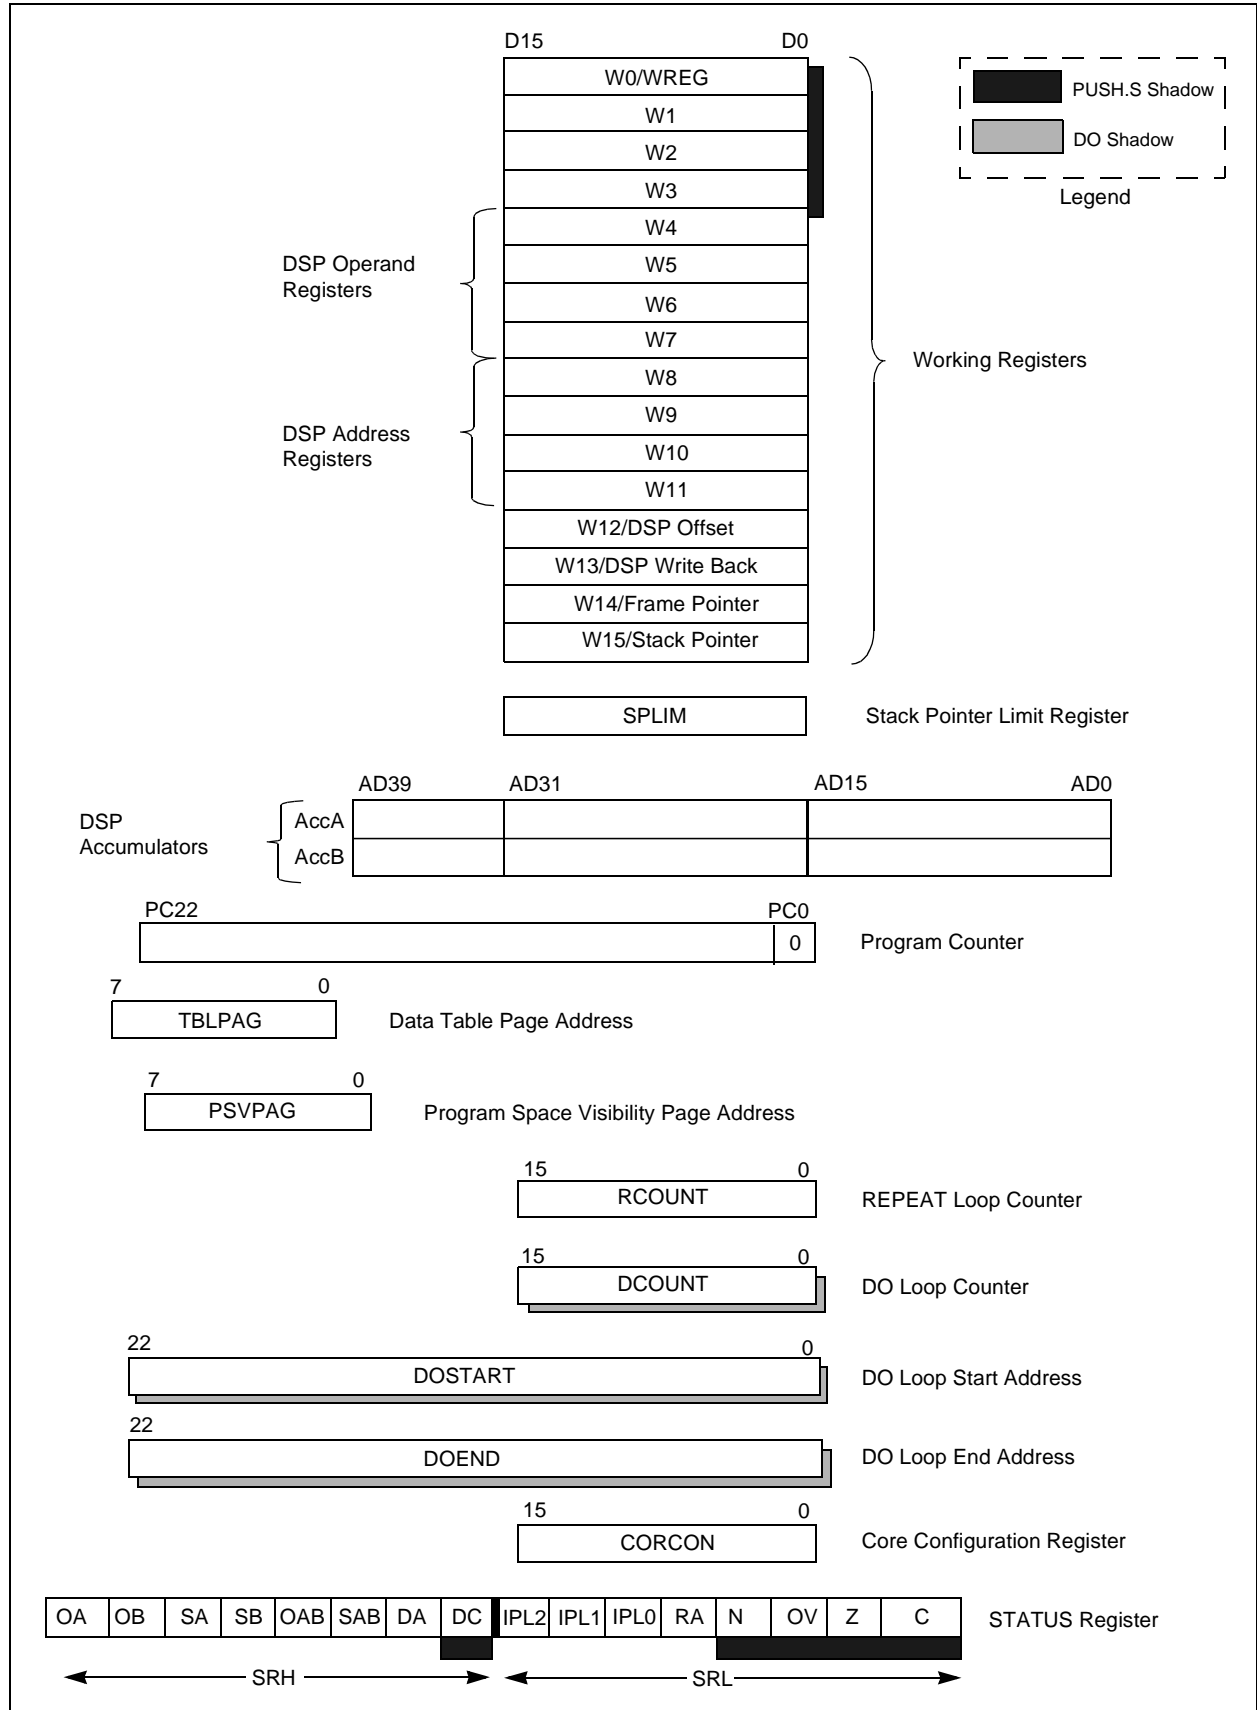 D15 D0
W0/WREG
W1
W2
W3
W4
W5
W6
W7
W8
W9
W10
W11
W12/DSP Offset
W13/DSP Write Back
W14/Frame Pointer
W15/Stack Pointer
PUSH.S Shadow
DO Shadow
Legend
DSP Operand
Registers
DSP Address
Registers
Working Registers
SPLIM Stack Pointer Limit Register
AD39 AD31 AD15 AD0
DSP
Accumulators
AccA
AccB
PC22 PC0
0 Program Counter
7 0
TBLPAG Data Table Page Address
7 0
PSVPAG Program Space Visibility Page Address
15 0
RCOUNT REPEAT Loop Counter
15 0
DCOUNT DO Loop Counter
22 0
DOSTART DO Loop Start Address
22
DOEND DO Loop End Address
15 0
CORCON Core Configuration Register
OA OB SA SB OAB SAB DA DC IPL2 IPL1 IPL0 RA N OV Z C STATUS Register
SRH SRL